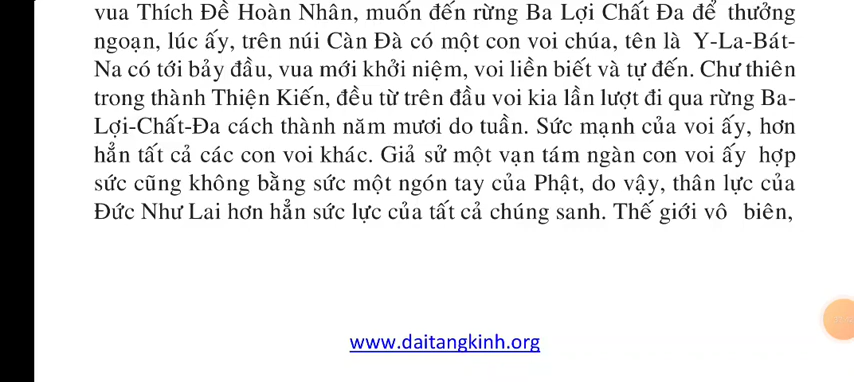 vua Thích Đề Hoàn Nhân, muốn đến rừng Ba Lợi Chất Đa để thưởng
ngoạn, lúc ấy, trên núi Càn Đà có một con voi chúa, tên là Y-La-Bát-
Na có tới bảy đầu, vua mới khởi niệm, voi liền biết và tự đến. Chư thiên
trong thành Thiện Kiến, đều từ trên đầu voi kia lần lượt đi qua rừng Ba-
Lợi-Chất-Đa cách thành năm mươi do tuần. Sức mạnh của voi ấy, hơn
hẳn tất cả các con voi khác. Giả sử một vạn tám ngàn con voi ấy hợp
sức cũng không bằng sức một ngón tay của Phật, do vậy, thân lực của
Đức Như Lai hơn hẳn sức lực của tất cả chúng sanh. Thế giới vô biên,
www.daitangkinh.org